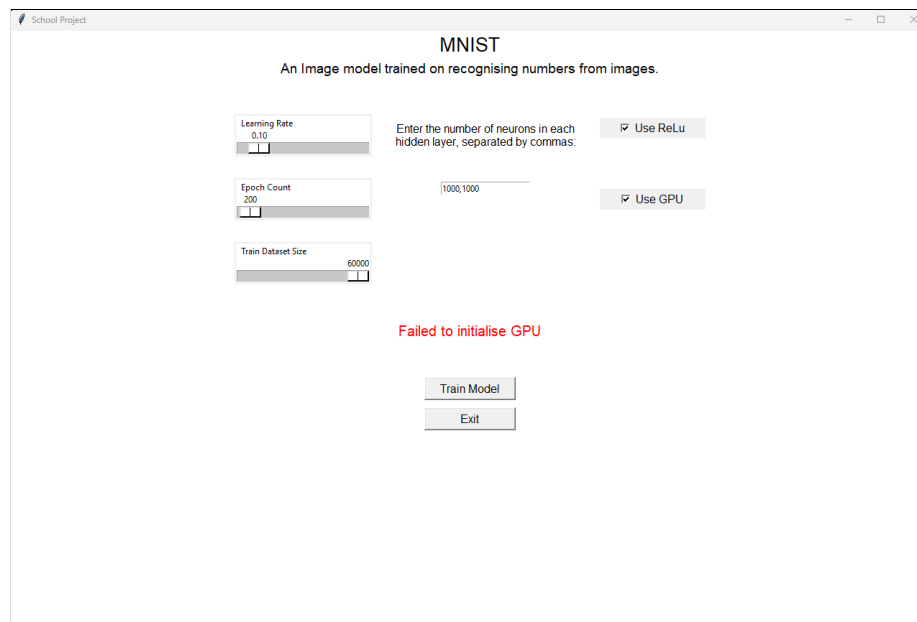 School Project
MNIST
An Image model trained on recognising numbers from images.
Learning Rate
0.10
Enter the number of neurons in each
hidden layer, separated by commas:
Use ReLu
Epoch Count
200
1000,1000
Use GPU
Train Dataset Size
60000
Failed to initialise GPU
Train Model
Exit